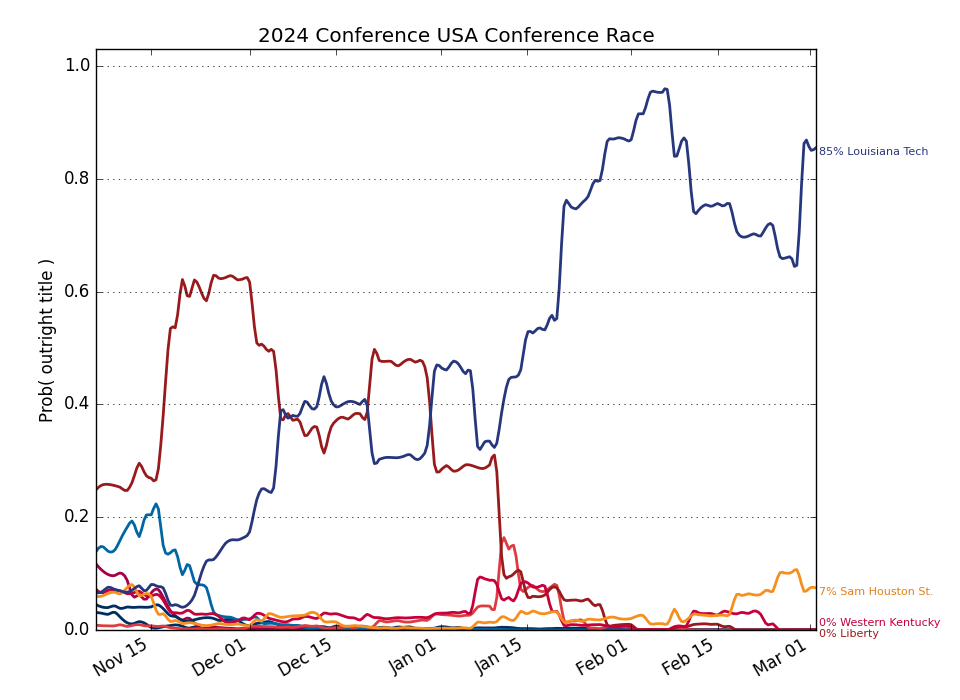 2024 Conference USA Conference Race
1.0
0.8
0.6
0.4
0.2
0.0
Prob( outright title )
85% Louisiana Tech
7% Sam Houston St.
0% Western Kentucky
0% Liberty
Nov 15
Dec 01
Dec 15
Jan 01
Jan 15
Feb 01
Feb 15
Mar 01